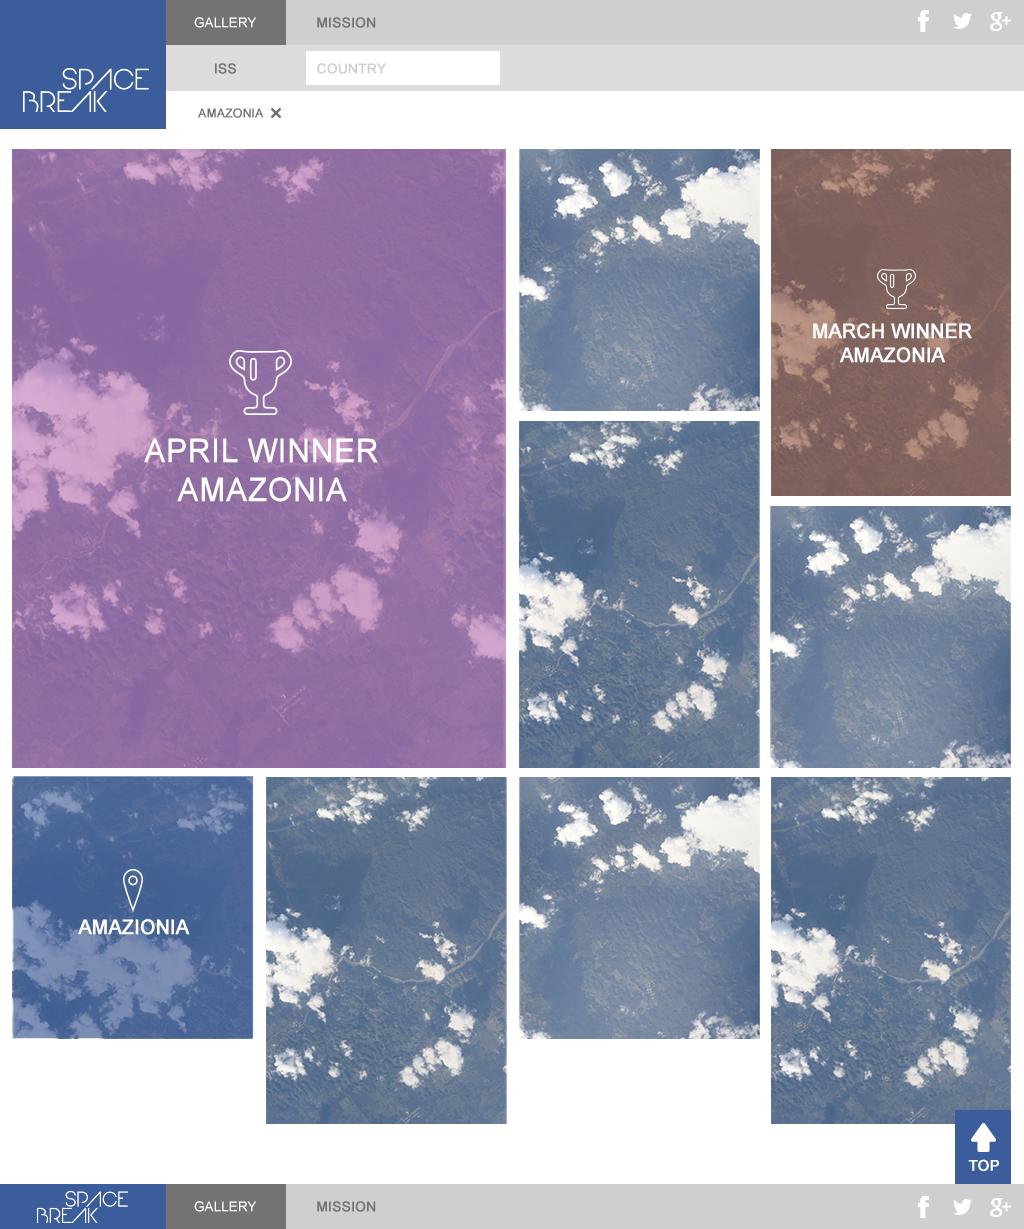 GALLERY
MISSION
SPACE
BREAK
ISS
COUNTRY
AMAZONIA
APRIL WINNER
AMAZONIA
MARCH WINNER
AMAZONIA
AMAZIONIA
TOP
SPACE
BREAK
GALLERY
MISSION